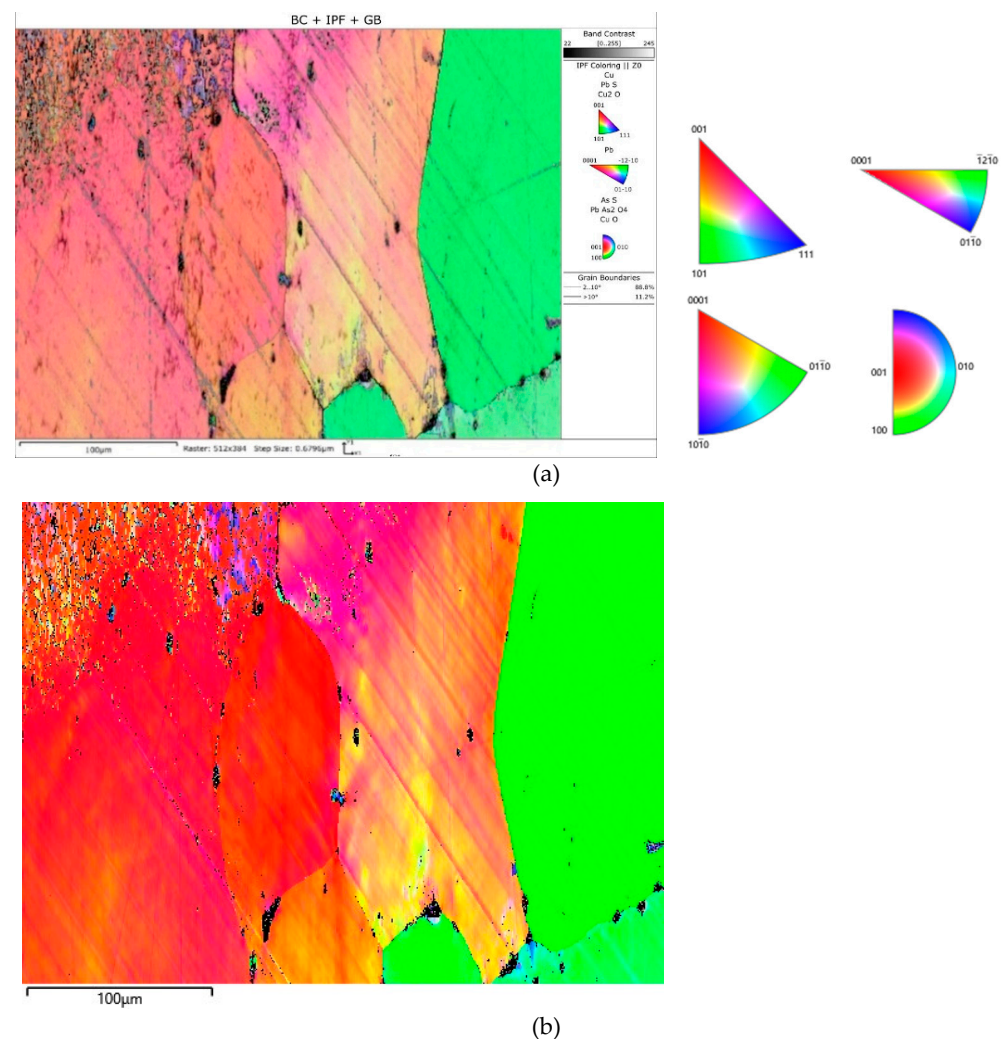 BC + IPF + GB
Band Contrast
22 [0..255] 245
IPF Coloring || Z0
Cu
Pb S
Cu2 O
001
101 111
Pb
0001 -12-10
01-10
As S
Pb As2 O4
Cu O
001 010
100
Grain Boundaries
2..10° 88.8%
>10° 11.2%
100µm Raster: 512x384 Step Size: 0.6796µm
001
101
111
0001 1̅21̅0
011̅0
0001
011̅0
101̅0
001 010
100
(a)
100µm
(b)